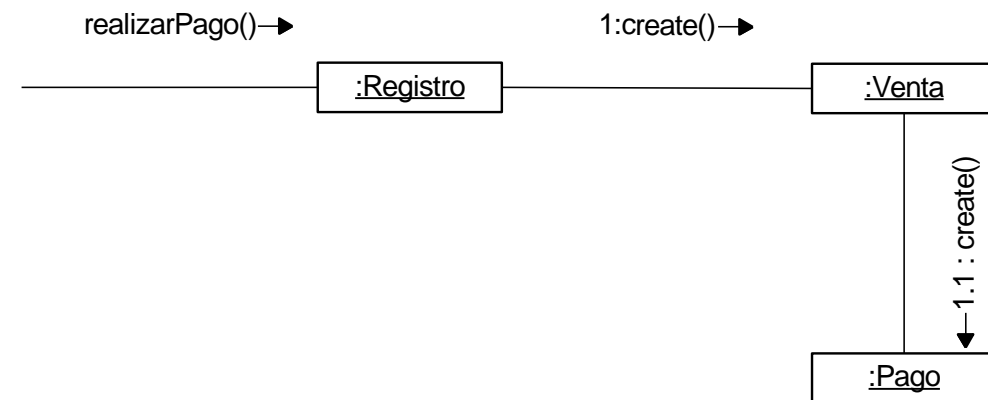 realizarPago()
1:create()
:Registro
:Venta
1.1 : create()
:Pago